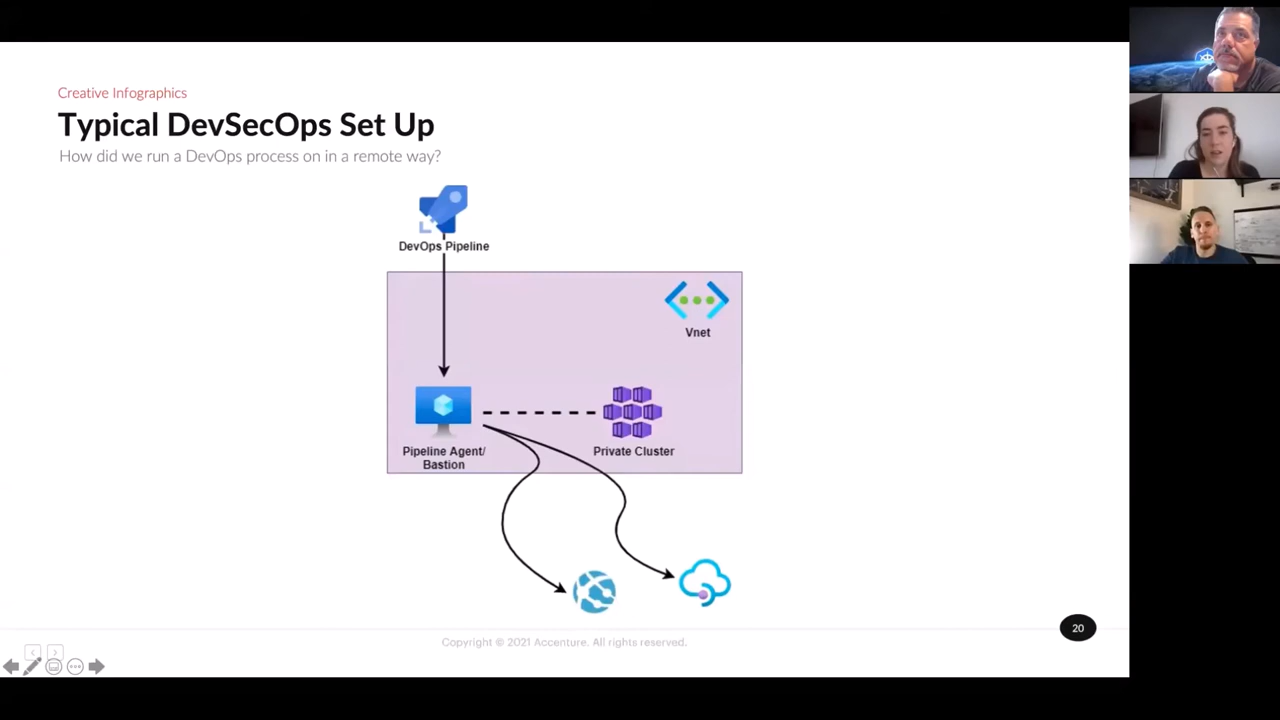 Creative Infographics
Typical DevSecOps Set Up
How did we run a DevOps process on in a remote way?
DevOps Pipeline
Vnet
Pipeline Agent/
Bastion
Private Cluster
Copyright © 2021 Accenture. All rights reserved.
20